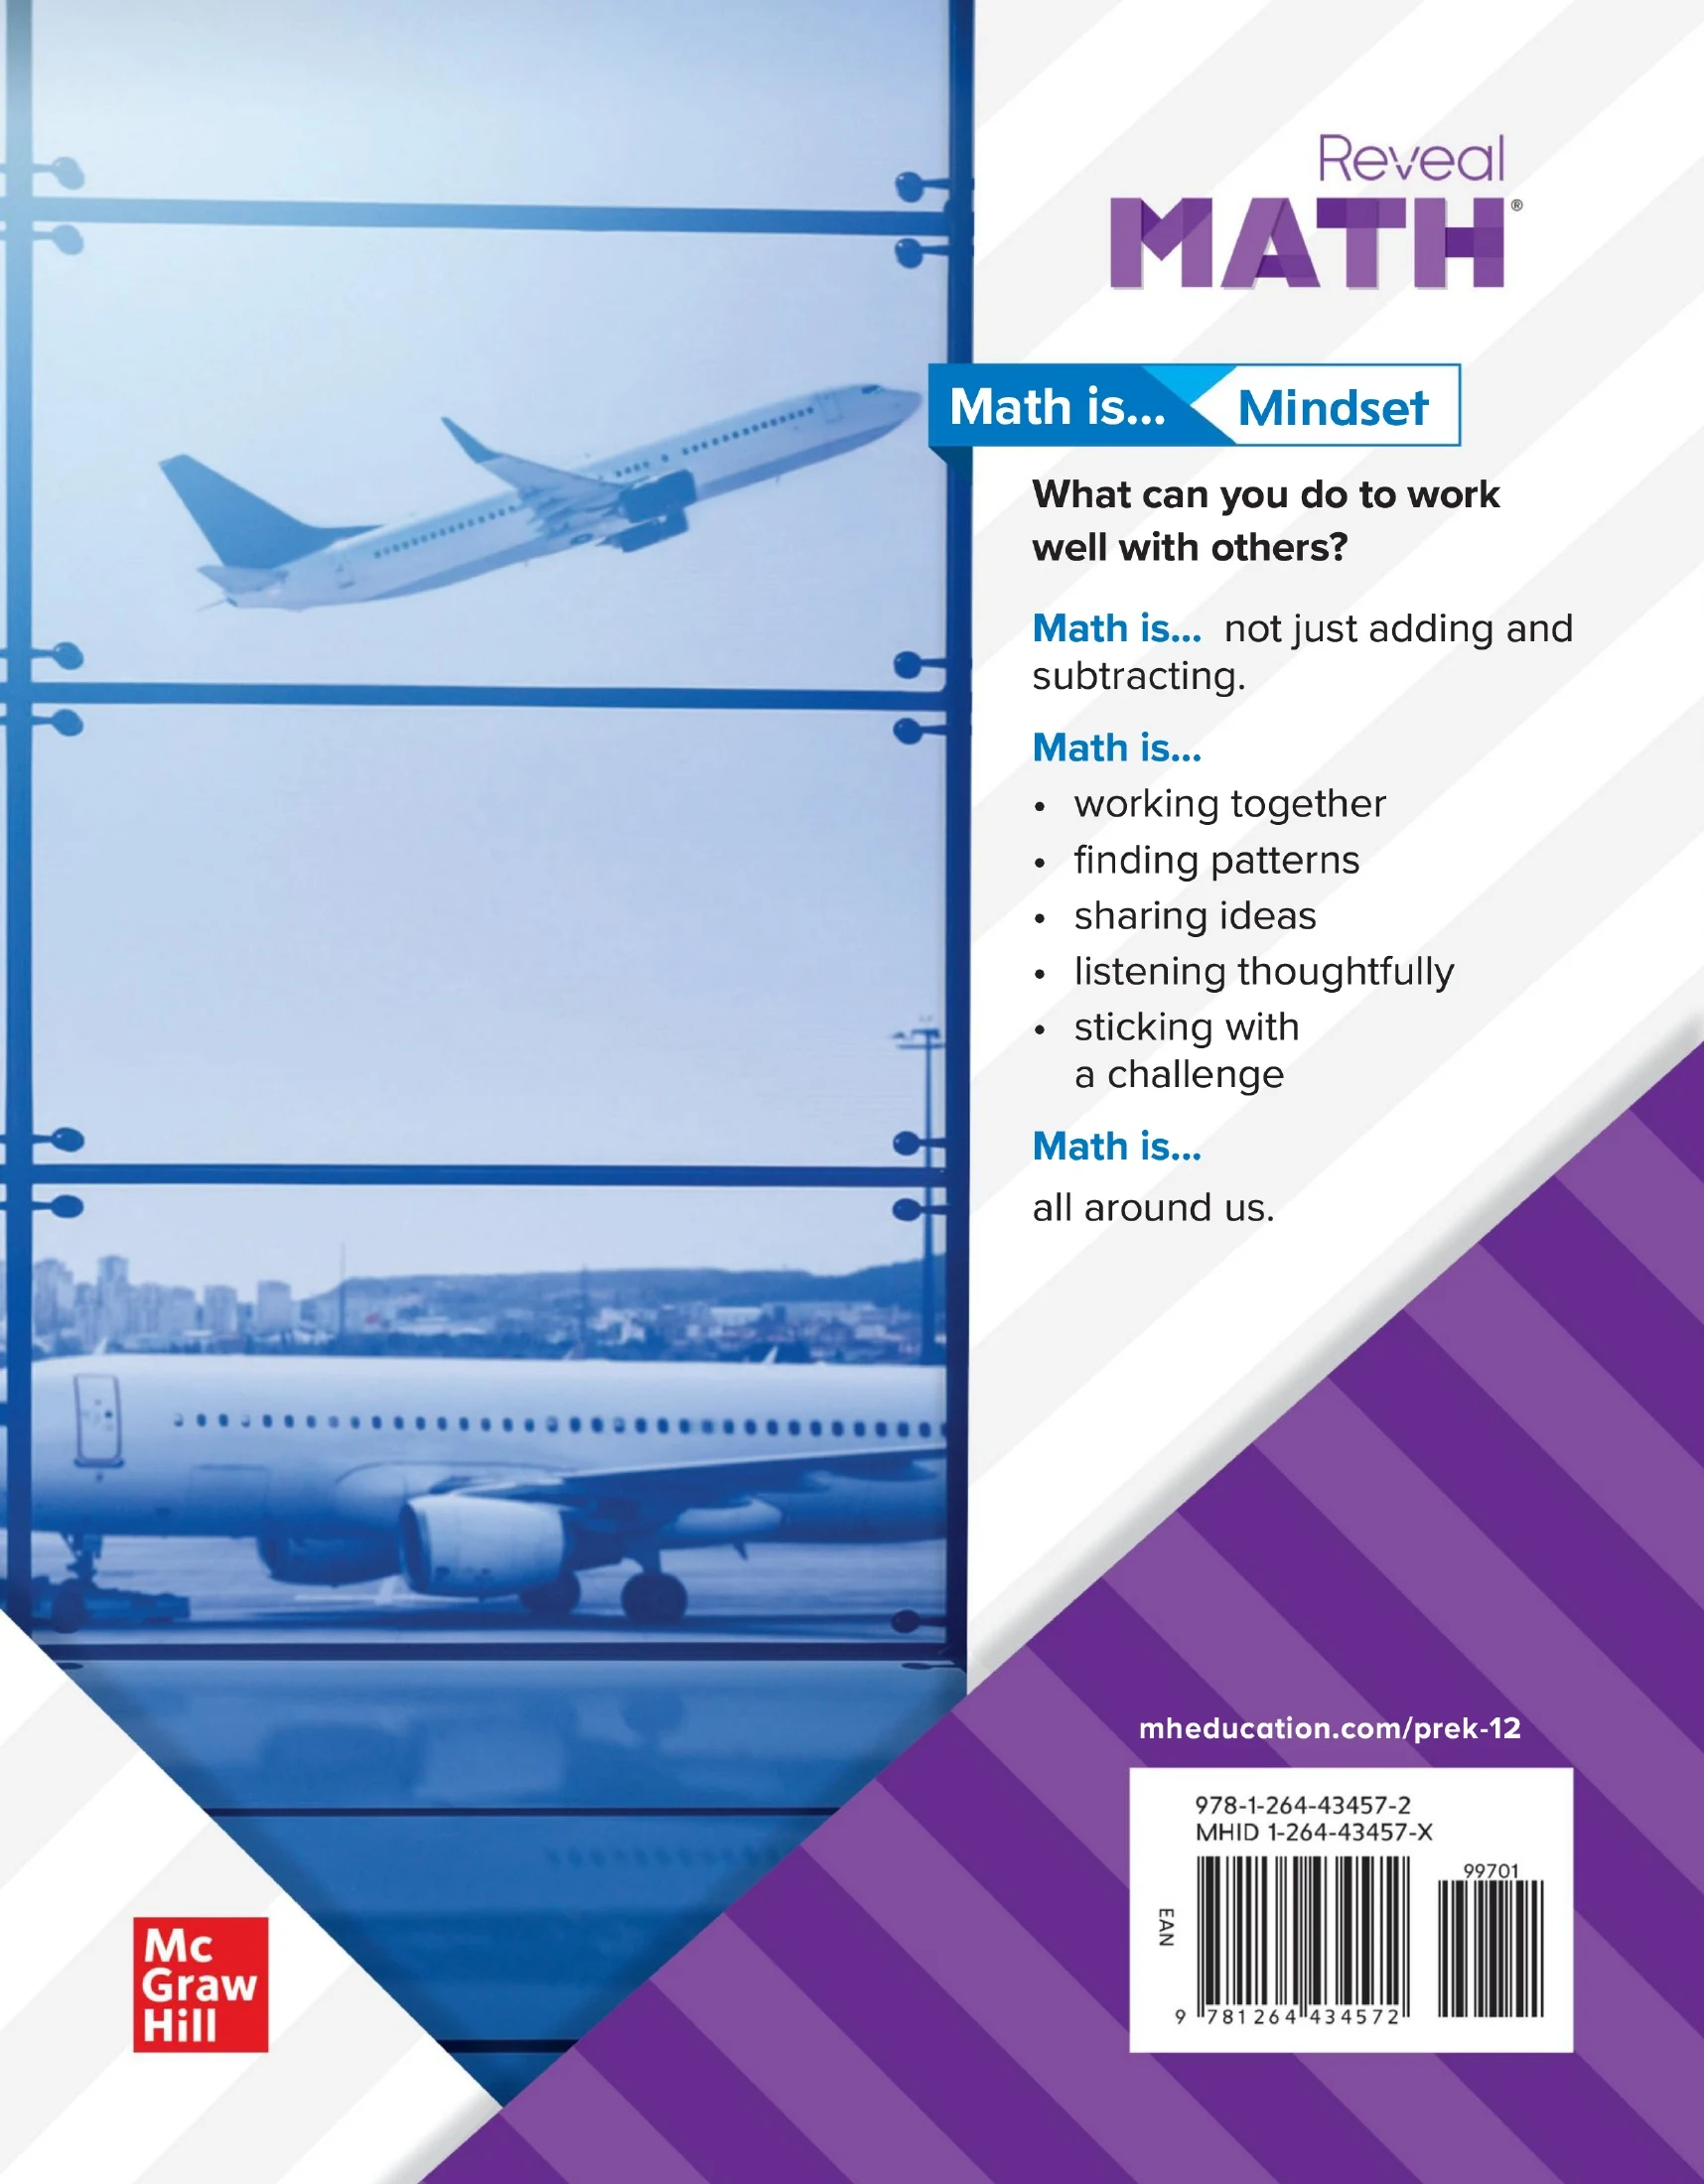 Reveal
MATH®
Math is... Mindset
What can you do to work
well with others?
Math is... not just adding and
subtracting.
Math is...
• working together
• finding patterns
• sharing ideas
• listening thoughtfully
• sticking with
a challenge
Math is...
all around us.
mheducation.com/prek-12
978-1-264-43457-2
MHID 1-264-43457-X
99701
EAN
9 781264 434572
Mc
Graw
Hill